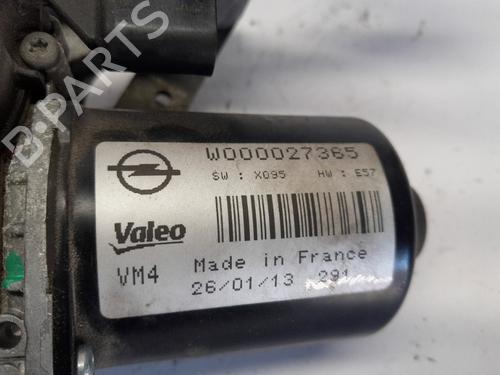 W000027365
SW : X095 HW : E57
Valeo
VM4 Made in France
26/01/13 291
B-PARTS